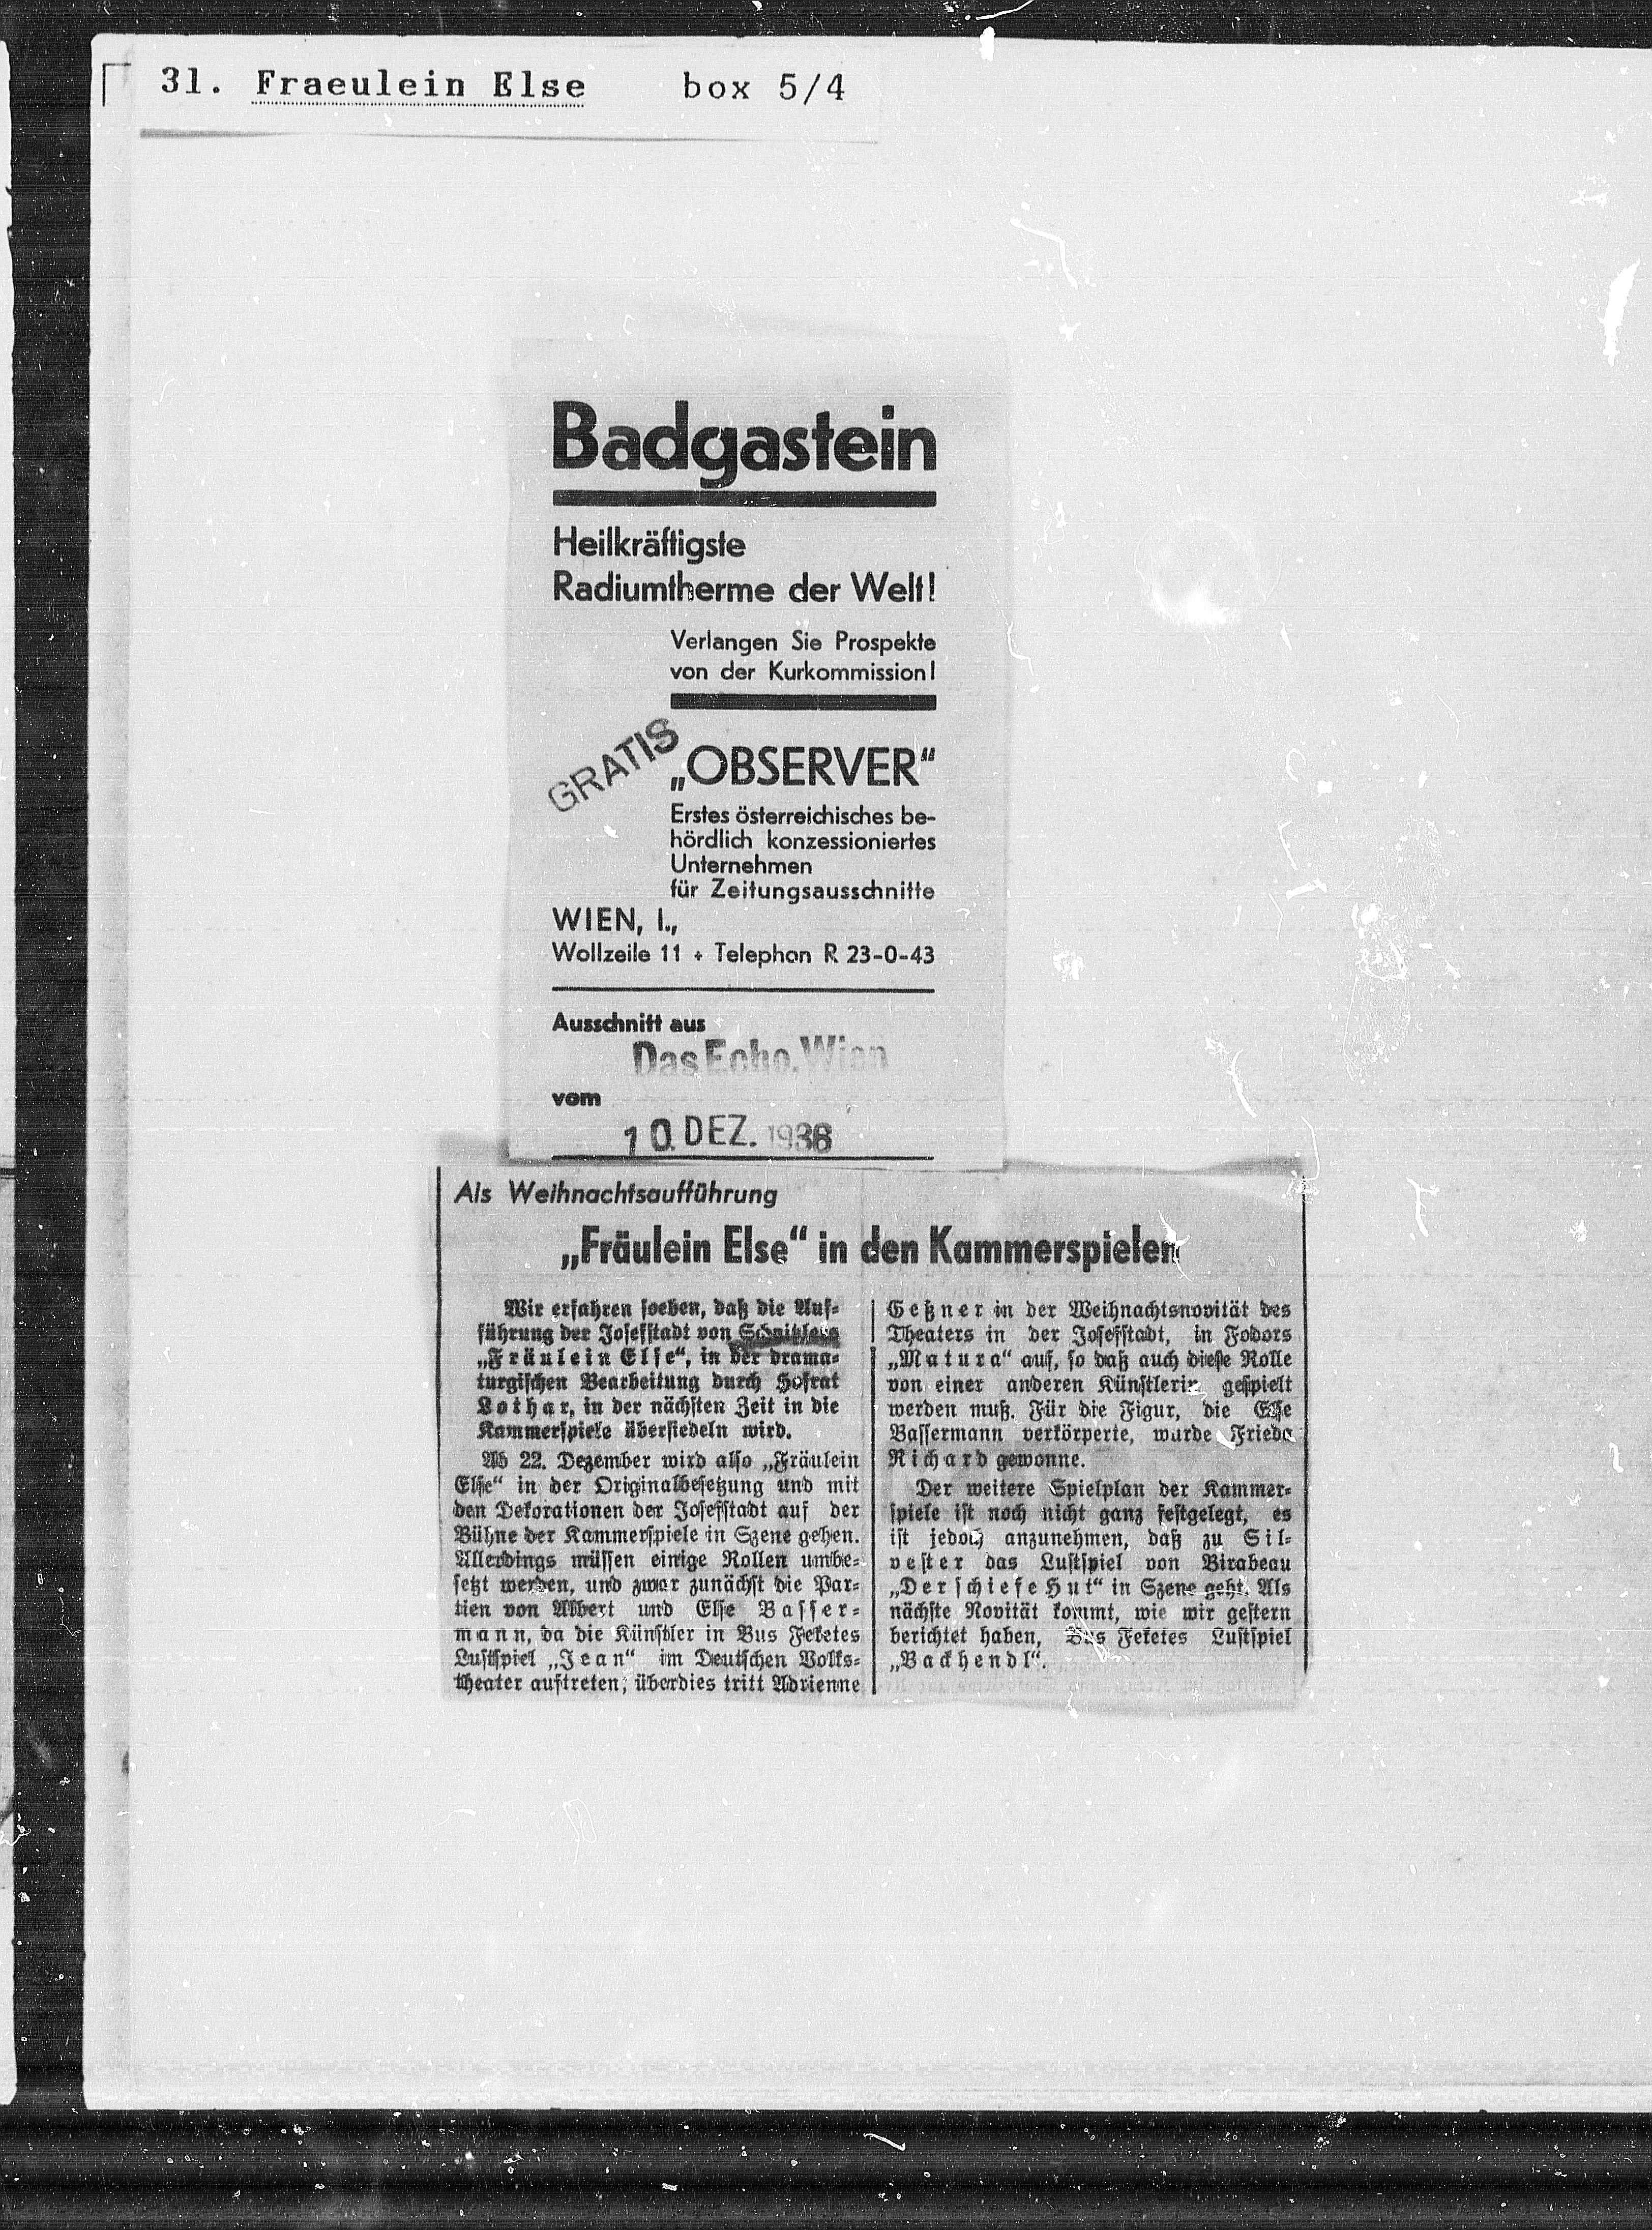 31. Fraeulein Else box 5/4
Badgastein
Heilkräftigste
Radiumtherme der Welt!
Verlangen Sie Prospekte
von der Kurkommission!
GRATIS
„OBSERVER“
Erstes österreichisches be-
hördlich konzessioniertes
Unternehmen
für Zeitungsausschnitte
WIEN, I.,
Wollzeile 11 + Telephon R 23-0-43
Ausschnitt aus
Das Echo, Wien
vom
10. DEZ. 1936
Als Weihnachtsaufführung
„Fräulein Else“ in den Kammerspielen
Wir erfahren soeben, daß die Auf-
führung der Josefstadt von Schnitzlers
„Fräulein Else“, in der drama-
turgischen Bearbeitung durch Hofrat
Lothar, in der nächsten Zeit in die
Kammerspiele übersiedeln wird.
Ab 22. Dezember wird also „Fräulein
Else“ in der Originalbesetzung und mit
den Dekorationen der Josefstadt auf der
Bühne der Kammerspiele in Szene gehen.
Allerdings müssen einige Rollen umbe-
setzt werden, und zwar zunächst die Par-
tien von Albert und Else Basser-
mann, da die Künstler in Bus Feketes
Lustspiel „Jean“ im Deutschen Volks-
theater auftreten; überdies tritt Adrienne
Geßner in der Weihnachtsnovität des
Theaters in der Josefstadt, in Fodors
„Matura“ auf, so daß auch diese Rolle
von einer anderen Künstlerin gespielt
werden muß. Für die Figur, die Else
Bassermann verkörperte, wurde Frieda
Richard gewonne.
Der weitere Spielplan der Kammer-
spiele ist noch nicht ganz festgelegt, es
ist jedoch anzunehmen, daß zu Sil-
vester das Lustspiel von Birabeau
„Der schiefe Hut“ in Szene geht. Als
nächste Novität kommt, wie wir gestern
berichtet haben, Bus Feketes Lustspiel
„Backhendl“.